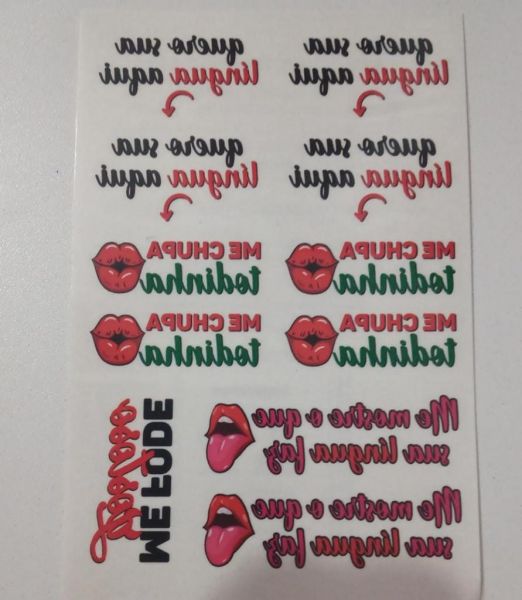 quero sua
língua aqui
quero sua
língua aqui
quero sua
língua aqui
quero sua
língua aqui
ME CHUPA
todinha
ME CHUPA
todinha
ME CHUPA
todinha
ME CHUPA
todinha
Me mostre o que
sua língua faz
Me mostre o que
sua língua faz
ME FODE
gostoso